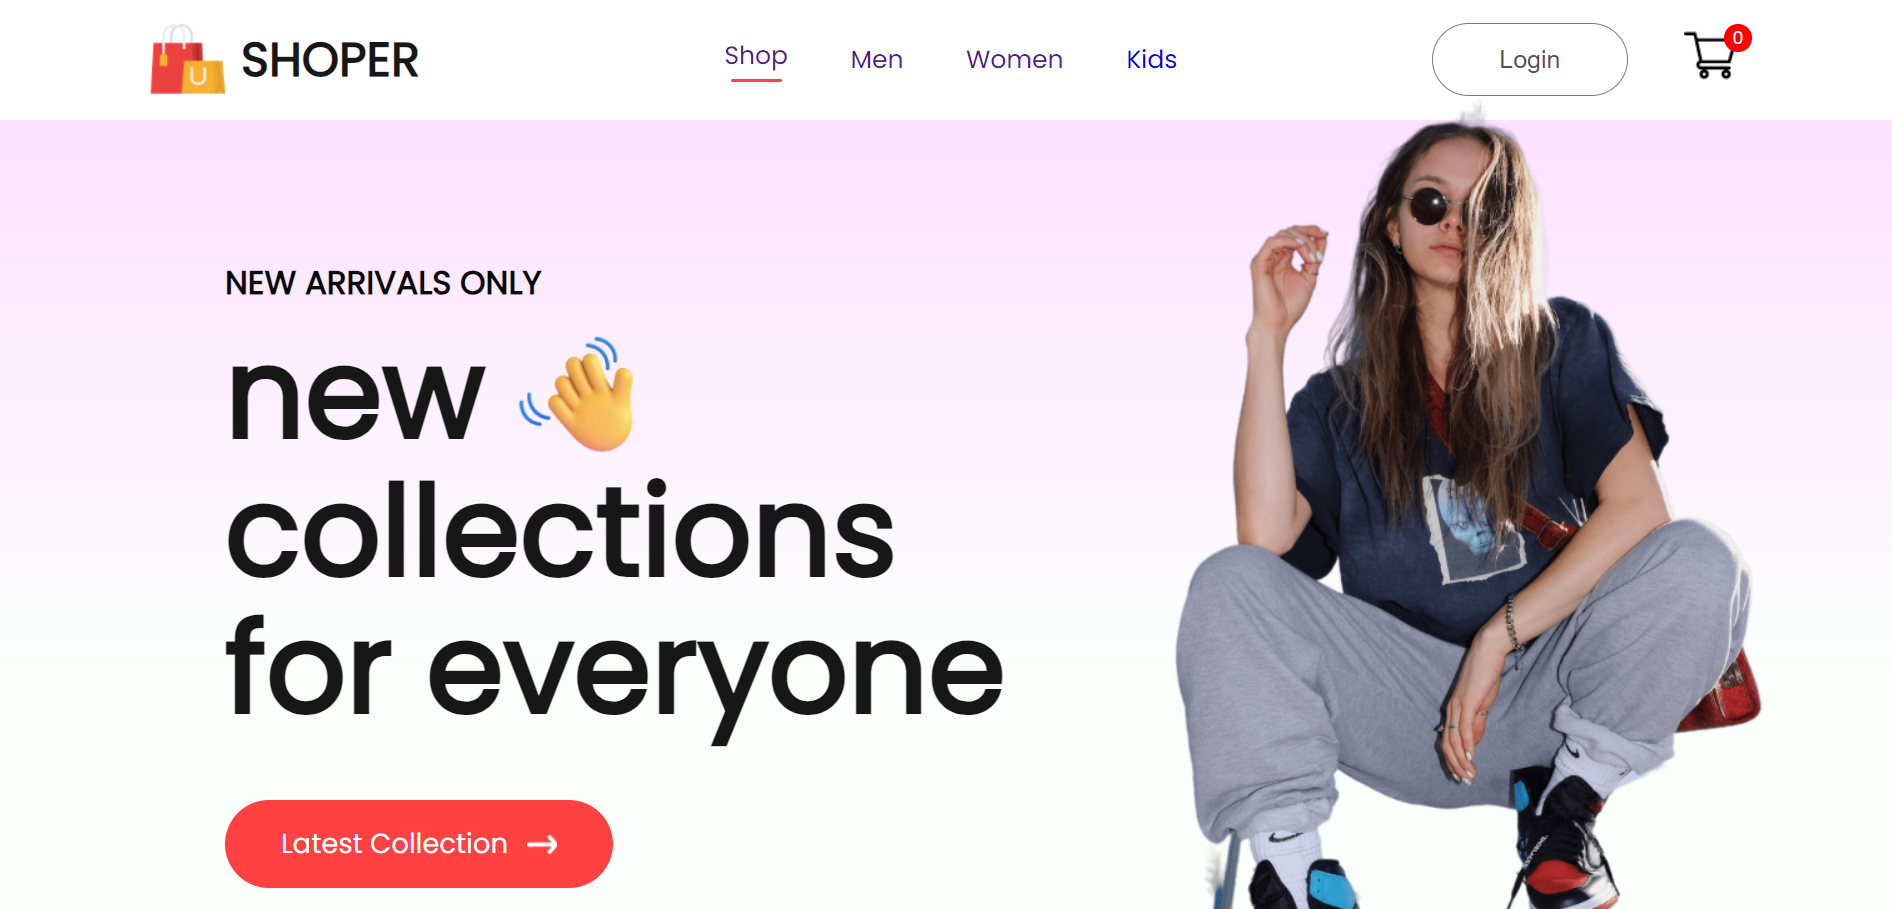 U
SHOPER
Shop
Men
Women
Kids
Login
0
NEW ARRIVALS ONLY
new
collections
for everyone
Latest Collection